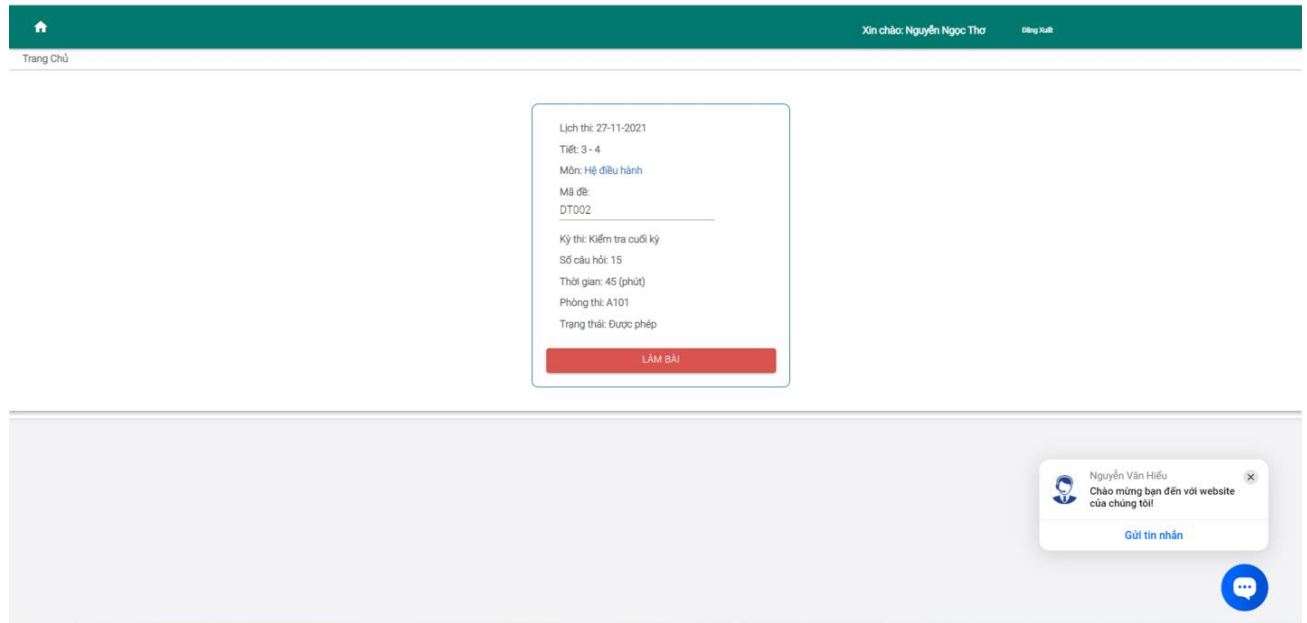 Xin chào: Nguyễn Ngọc Thơ
Đăng Xuất
Trang Chủ
Lịch thi: 27-11-2021
Tiết: 3 - 4
Môn: Hệ điều hành
Mã đề:
DT002
Kỳ thi: Kiểm tra cuối kỳ
Số câu hỏi: 15
Thời gian: 45 (phút)
Phòng thi: A101
Trạng thái: Được phép
LÀM BÀI
Nguyễn Văn Hiếu
Chào mừng bạn đến với website
của chúng tôi!
Gửi tin nhắn